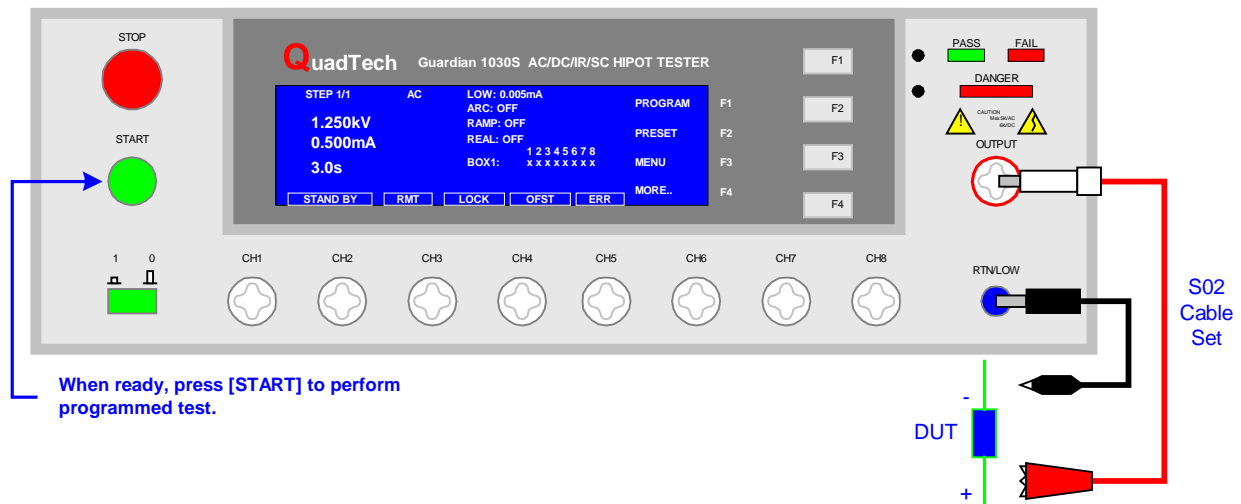 STOP
START
1 0
QuadTech Guardian 1030S AC/DC/IR/SC HIPOT TESTER
STEP 1/1 AC LOW: 0.005mA
ARC: OFF
1.250kV RAMP: OFF
0.500mA REAL: OFF
1 2 3 4 5 6 7 8
3.0s BOX1: x x x x x x x x
PROGRAM F1
PRESET F2
MENU F3
MORE.. F4
STAND BY RMT LOCK OFST ERR
F1
F2
F3
F4
PASS FAIL
DANGER
CAUTION
OUTPUT
CH1 CH2 CH3 CH4 CH5 CH6 CH7 CH8
RTN/LOW
S02
Cable
Set
When ready, press [START] to perform
programmed test.
-
DUT
+